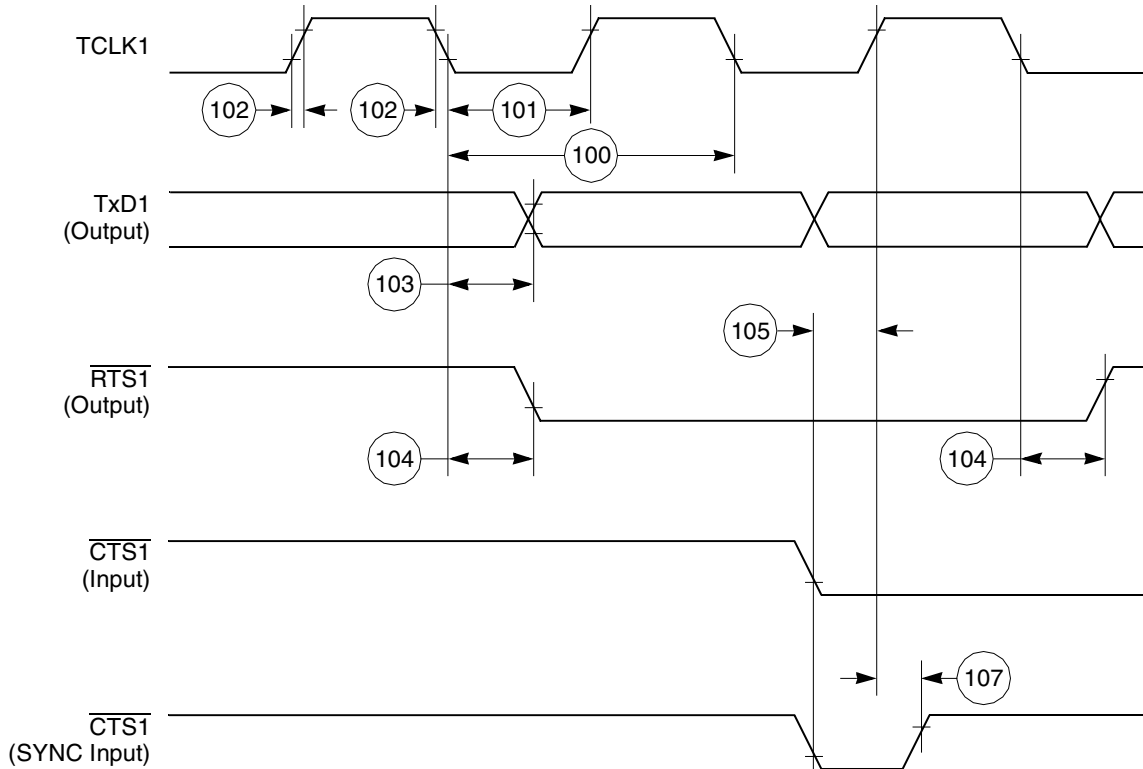 TCLK1
102
102
101
100
TxD1
(Output)
103
105
RTS1
(Output)
104
104
CTS1
(Input)
107
CTS1
(SYNC Input)